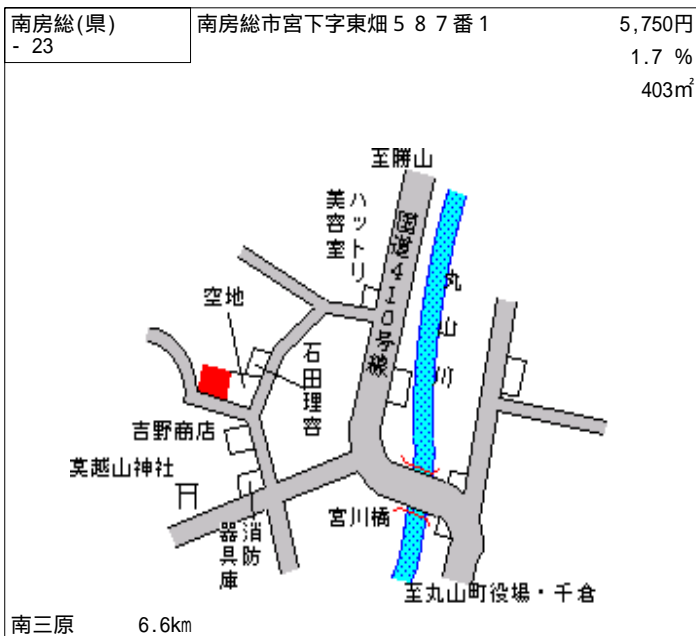 南房総(県)
- 23
南房総市宮下字東畑５８７番1
5,750円
1.7 %
403㎡
至勝山
ハットリ
美容室
国道410号線
丸山川
空地
石田理容
吉野商店
莫越山神社
消防
器具庫
宮川橋
至丸山町役場・千倉
南三原 6.6km